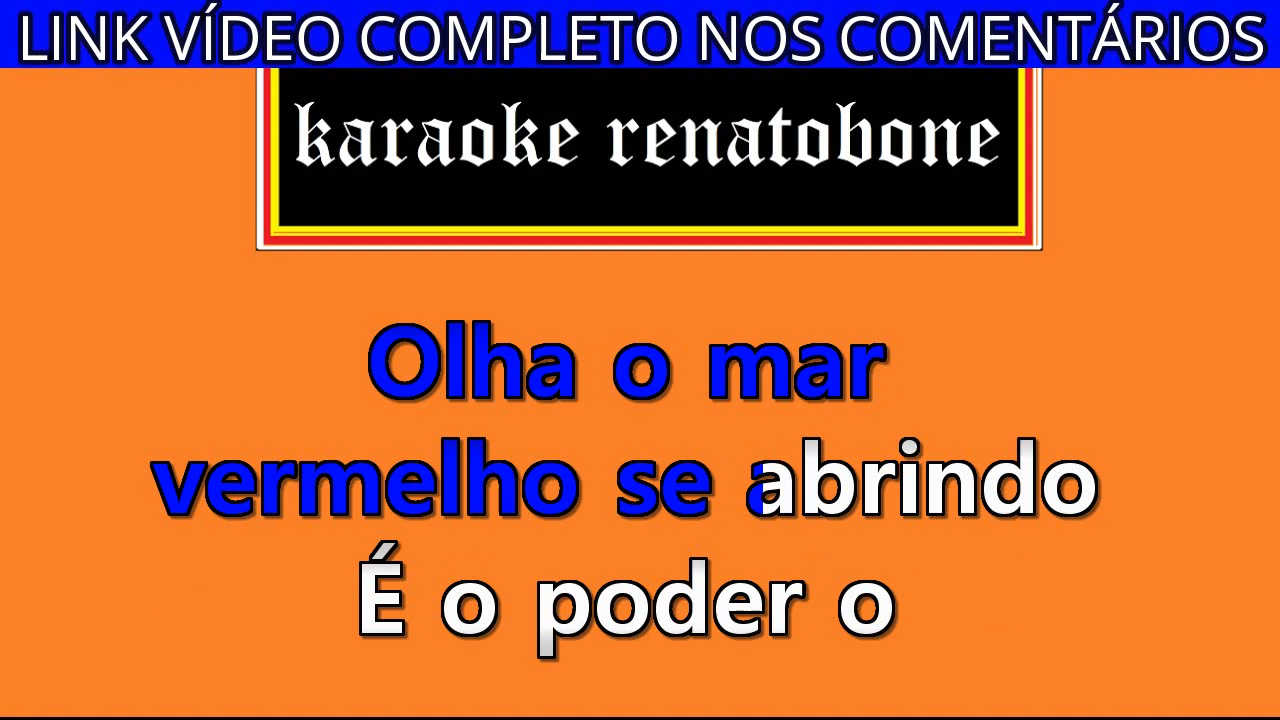 LINK VÍDEO COMPLETO NOS COMENTÁRIOS
karaoke renatobone
Olha o mar
vermelho se abrindo
É o poder o